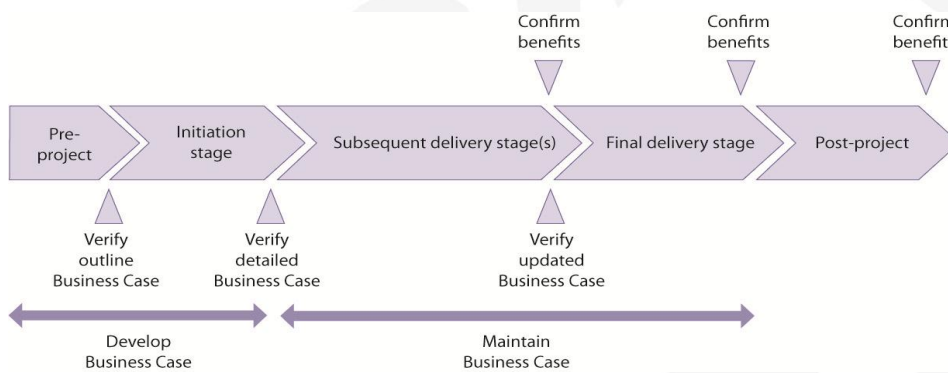 Confirm
benefits
Confirm
benefits
Confirm
benefits
Pre-
project
Initiation
stage
Subsequent delivery stage(s)
Final delivery stage
Post-project
Verify
outline
Business Case
Verify
detailed
Business Case
Verify
updated
Business Case
Develop
Business Case
Maintain
Business Case